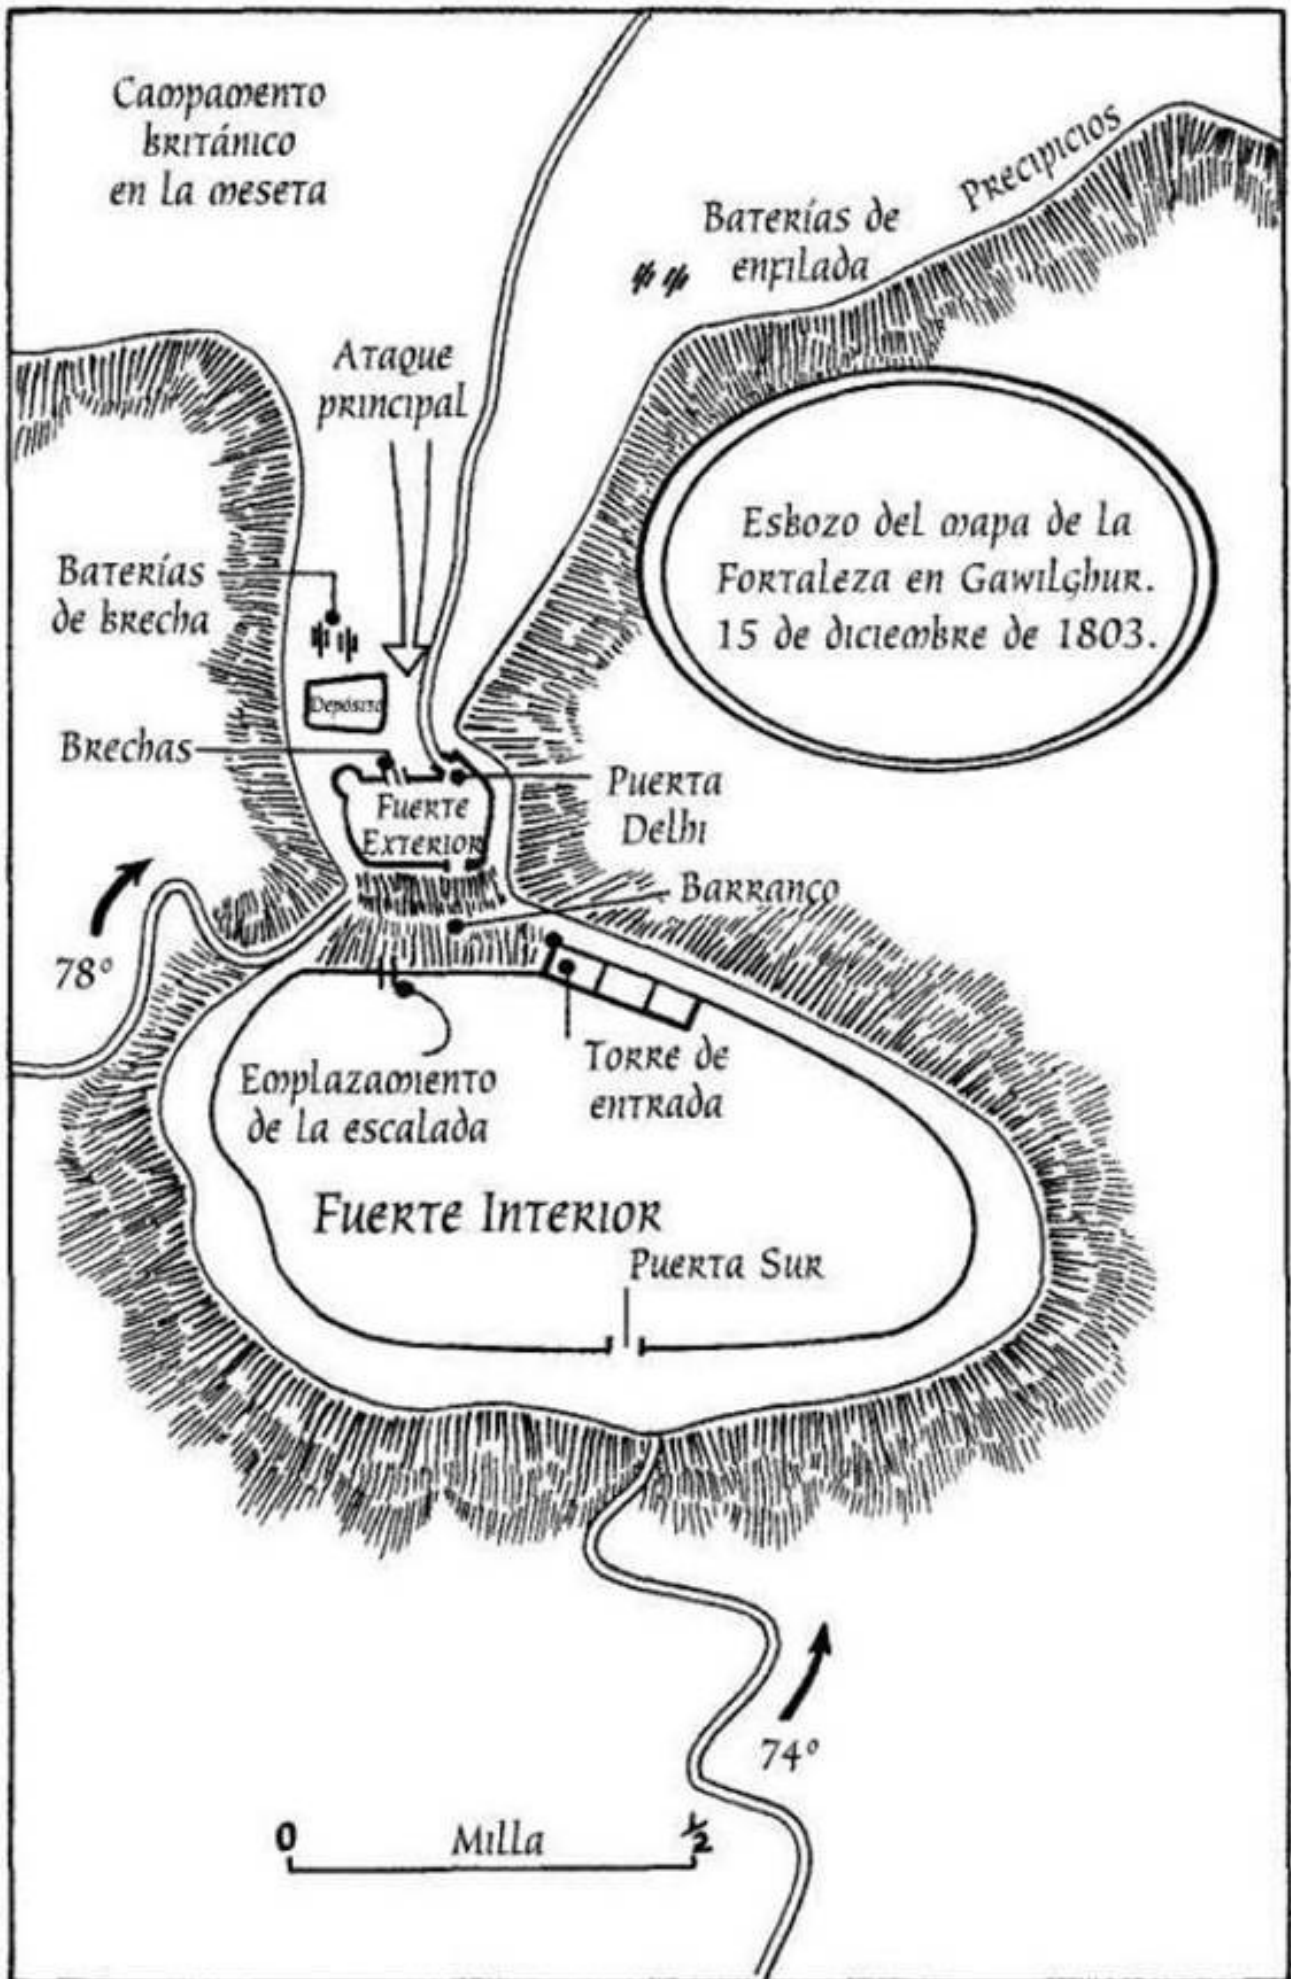 Campamento
británico
en la meseta
Precipicios
Baterías de
enfilada
Ataque
principal
Esbozo del mapa de la
Fortaleza en Gawilghur.
15 de diciembre de 1803.
Baterías
de brecha
Depósito
Brechas
Puerta
Delhi
Fuerte
Exterior
Barranco
78º
Torre de
entrada
Emplazamiento
de la escalada
Fuerte Interior
Puerta Sur
74º
0 Milla ½